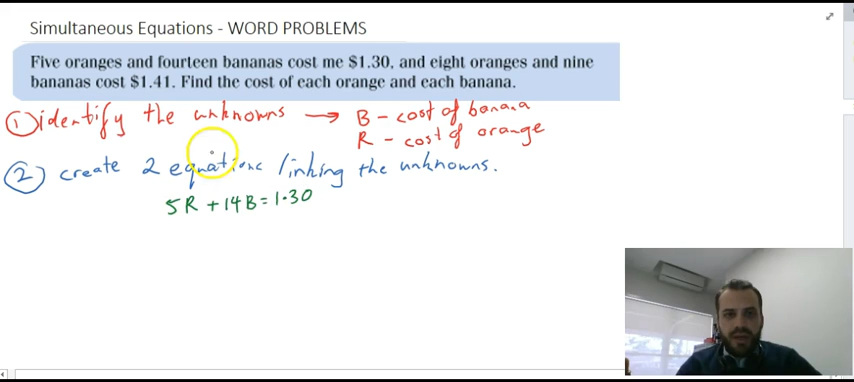 Simultaneous Equations - WORD PROBLEMS
Five oranges and fourteen bananas cost me $1.30, and eight oranges and nine
bananas cost $1.41. Find the cost of each orange and each banana.
① identify the unknowns → B - cost of banana
R - cost of orange
② create 2 equations linking the unknowns.
5R + 14B = 1.30